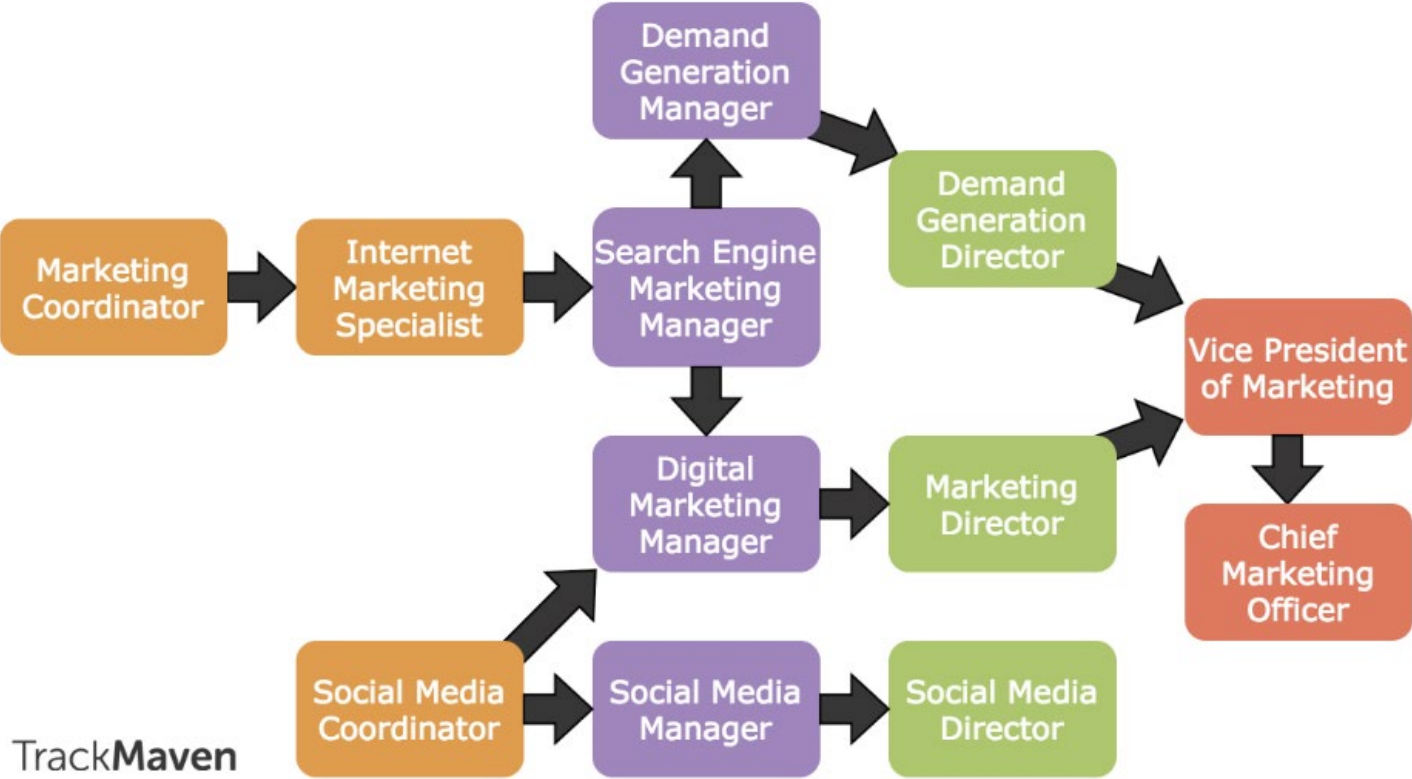 Demand
Generation
Manager
Demand
Generation
Director
Marketing
Coordinator
Internet
Marketing
Specialist
Search Engine
Marketing
Manager
Vice President
of Marketing
Digital
Marketing
Manager
Marketing
Director
Chief
Marketing
Officer
Social Media
Coordinator
Social Media
Manager
Social Media
Director
TrackMaven